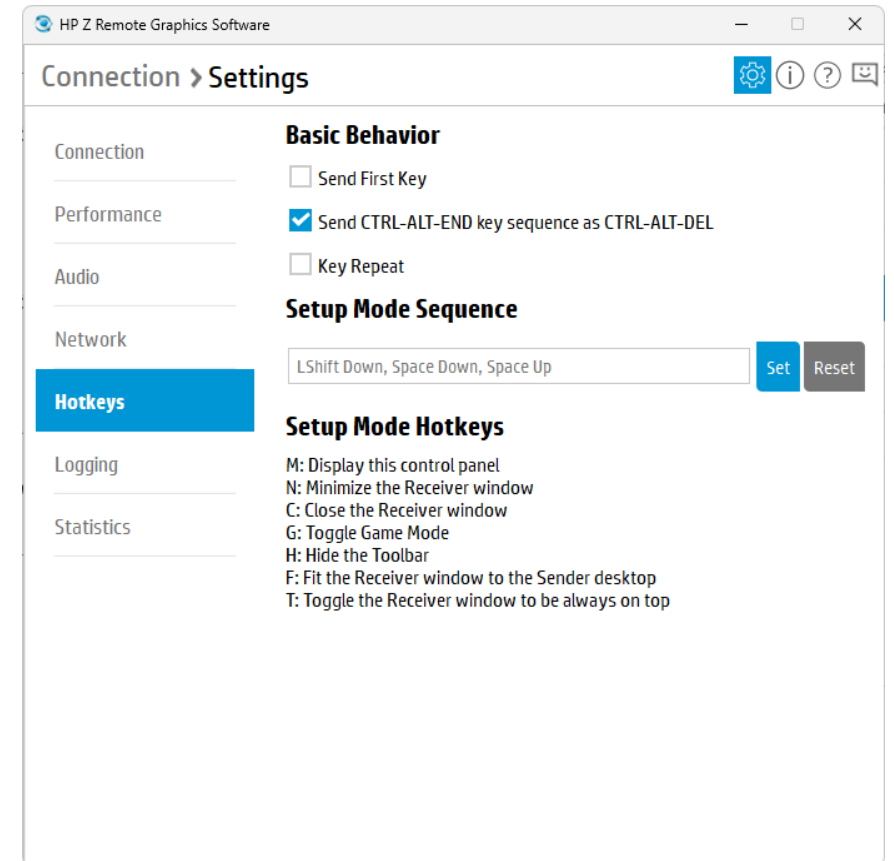 HP Z Remote Graphics Software
Connection > Settings
Connection
Performance
Audio
Network
Hotkeys
Logging
Statistics
Basic Behavior
Send First Key
Send CTRL-ALT-END key sequence as CTRL-ALT-DEL
Key Repeat
Setup Mode Sequence
LShift Down, Space Down, Space Up
Set
Reset
Setup Mode Hotkeys
M: Display this control panel
N: Minimize the Receiver window
C: Close the Receiver window
G: Toggle Game Mode
H: Hide the Toolbar
F: Fit the Receiver window to the Sender desktop
T: Toggle the Receiver window to be always on top